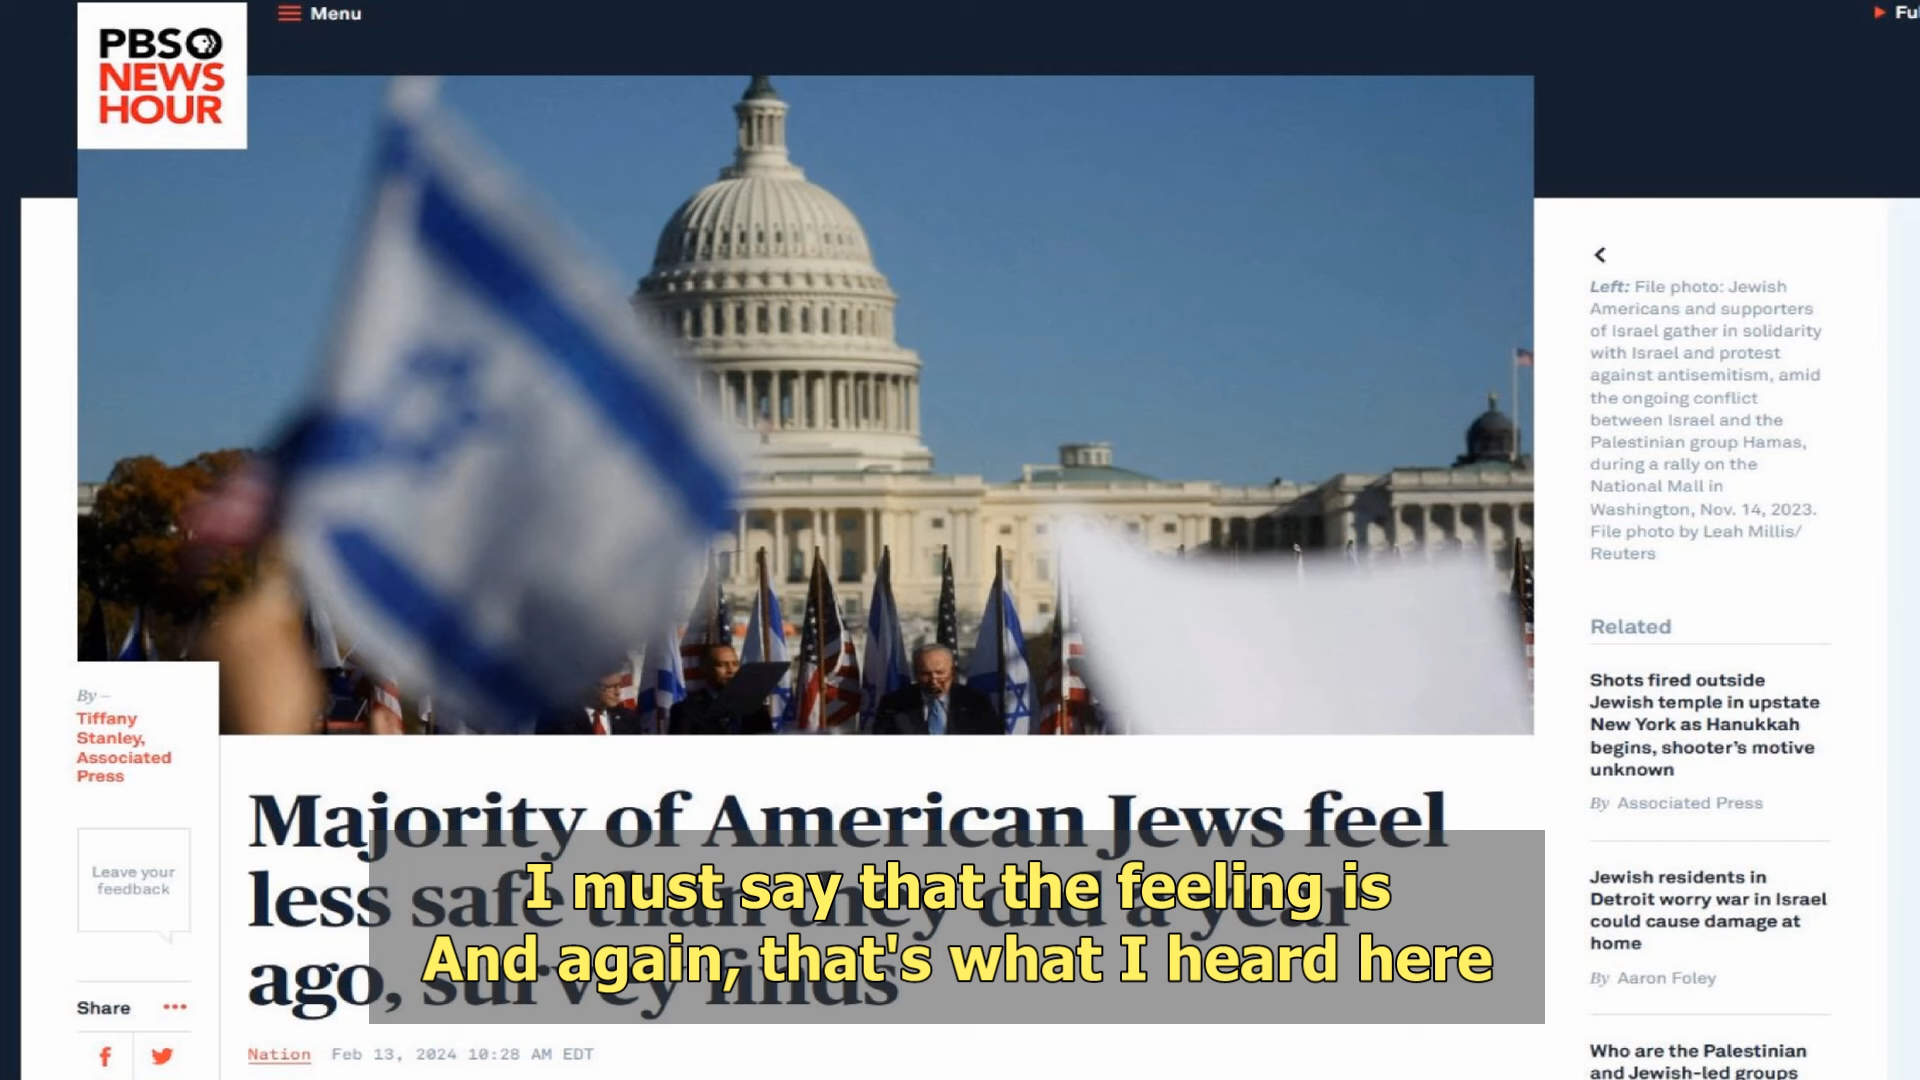 PBS
NEWS
HOUR
Menu
Left: File photo: Jewish
Americans and supporters
of Israel gather in solidarity
with Israel and protest
against antisemitism, amid
the ongoing conflict
between Israel and the
Palestinian group Hamas,
during a rally on the
National Mall in
Washington, Nov. 14, 2023.
File photo by Leah Millis/
Reuters
Related
Shots fired outside
Jewish temple in upstate
New York as Hanukkah
begins, shooter's motive
unknown
By Associated Press
Jewish residents in
Detroit worry war in Israel
could cause damage at
home
By Aaron Foley
Who are the Palestinian
and Jewish-led groups
By –
Tiffany
Stanley,
Associated
Press
Leave your
feedback
Share
Majority of American Jews feel
less safe than they did a year
ago, survey finds
I must say that the feeling is
And again, that's what I heard here
Nation Feb 13, 2024 10:28 AM EDT